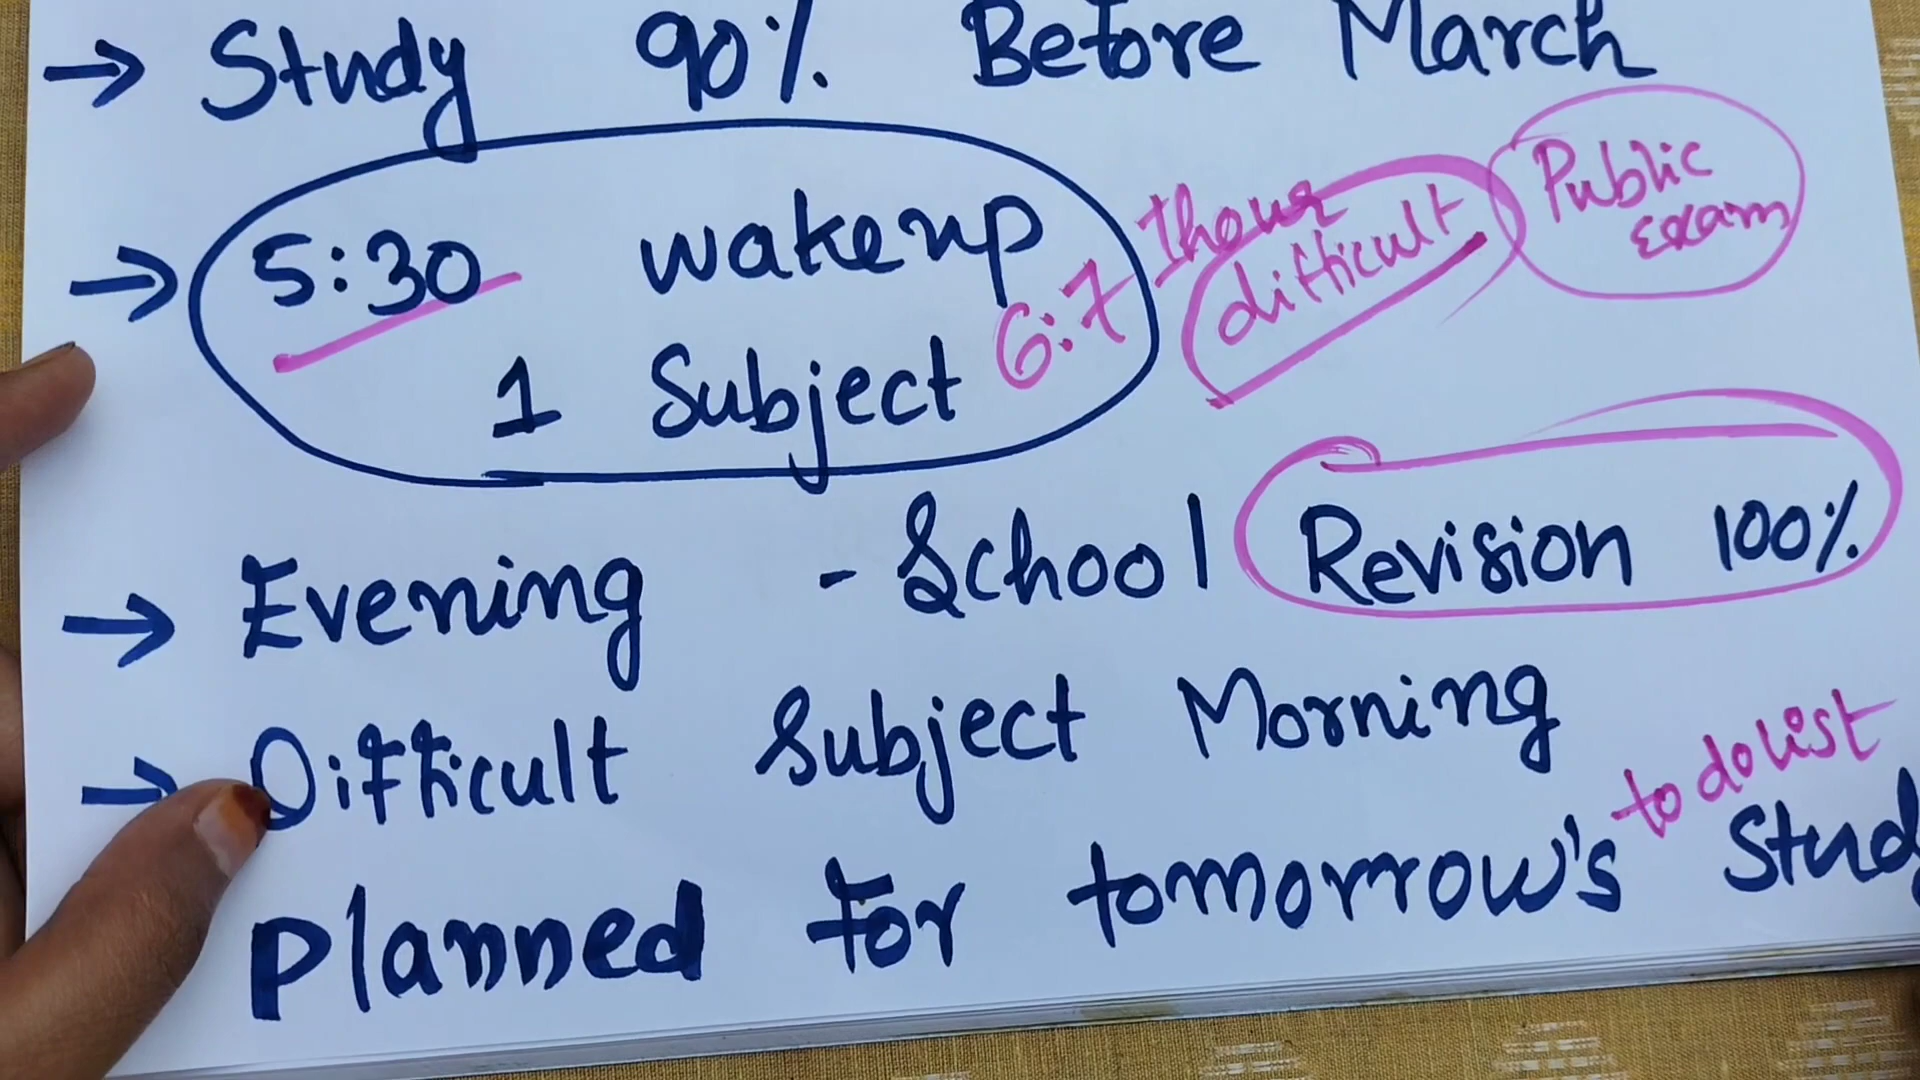 → Study 90% Before March
→ 5:30 wakeup
1 Subject 6:7 1hour difficult Public exam
→ Evening - School Revision 100%
→ Difficult Subject Morning
to do list
Planned for tomorrow's Study